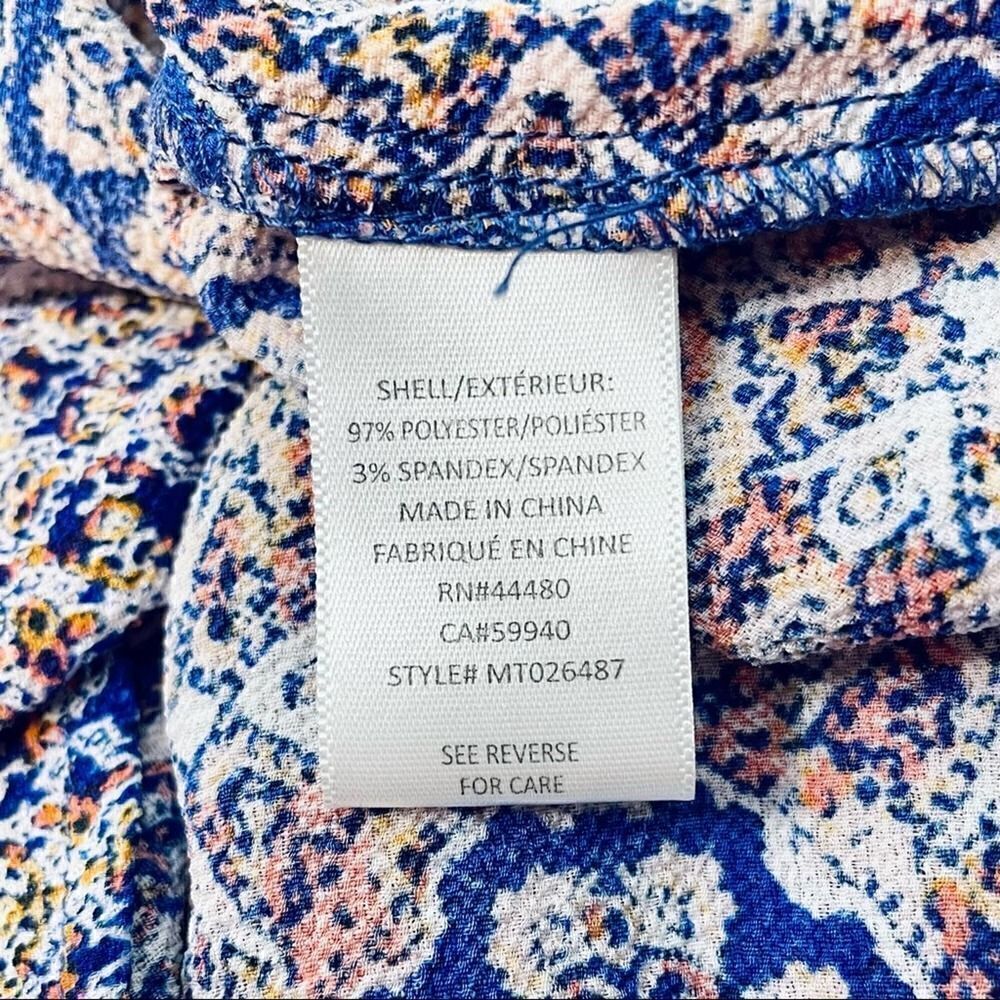 SHELL/EXTÉRIEUR:
97% POLYESTER/POLIÉSTER
3% SPANDEX/SPANDEX
MADE IN CHINA
FABRIQUÉ EN CHINE
RN#44480
CA#59940
STYLE# MT026487
SEE REVERSE
FOR CARE